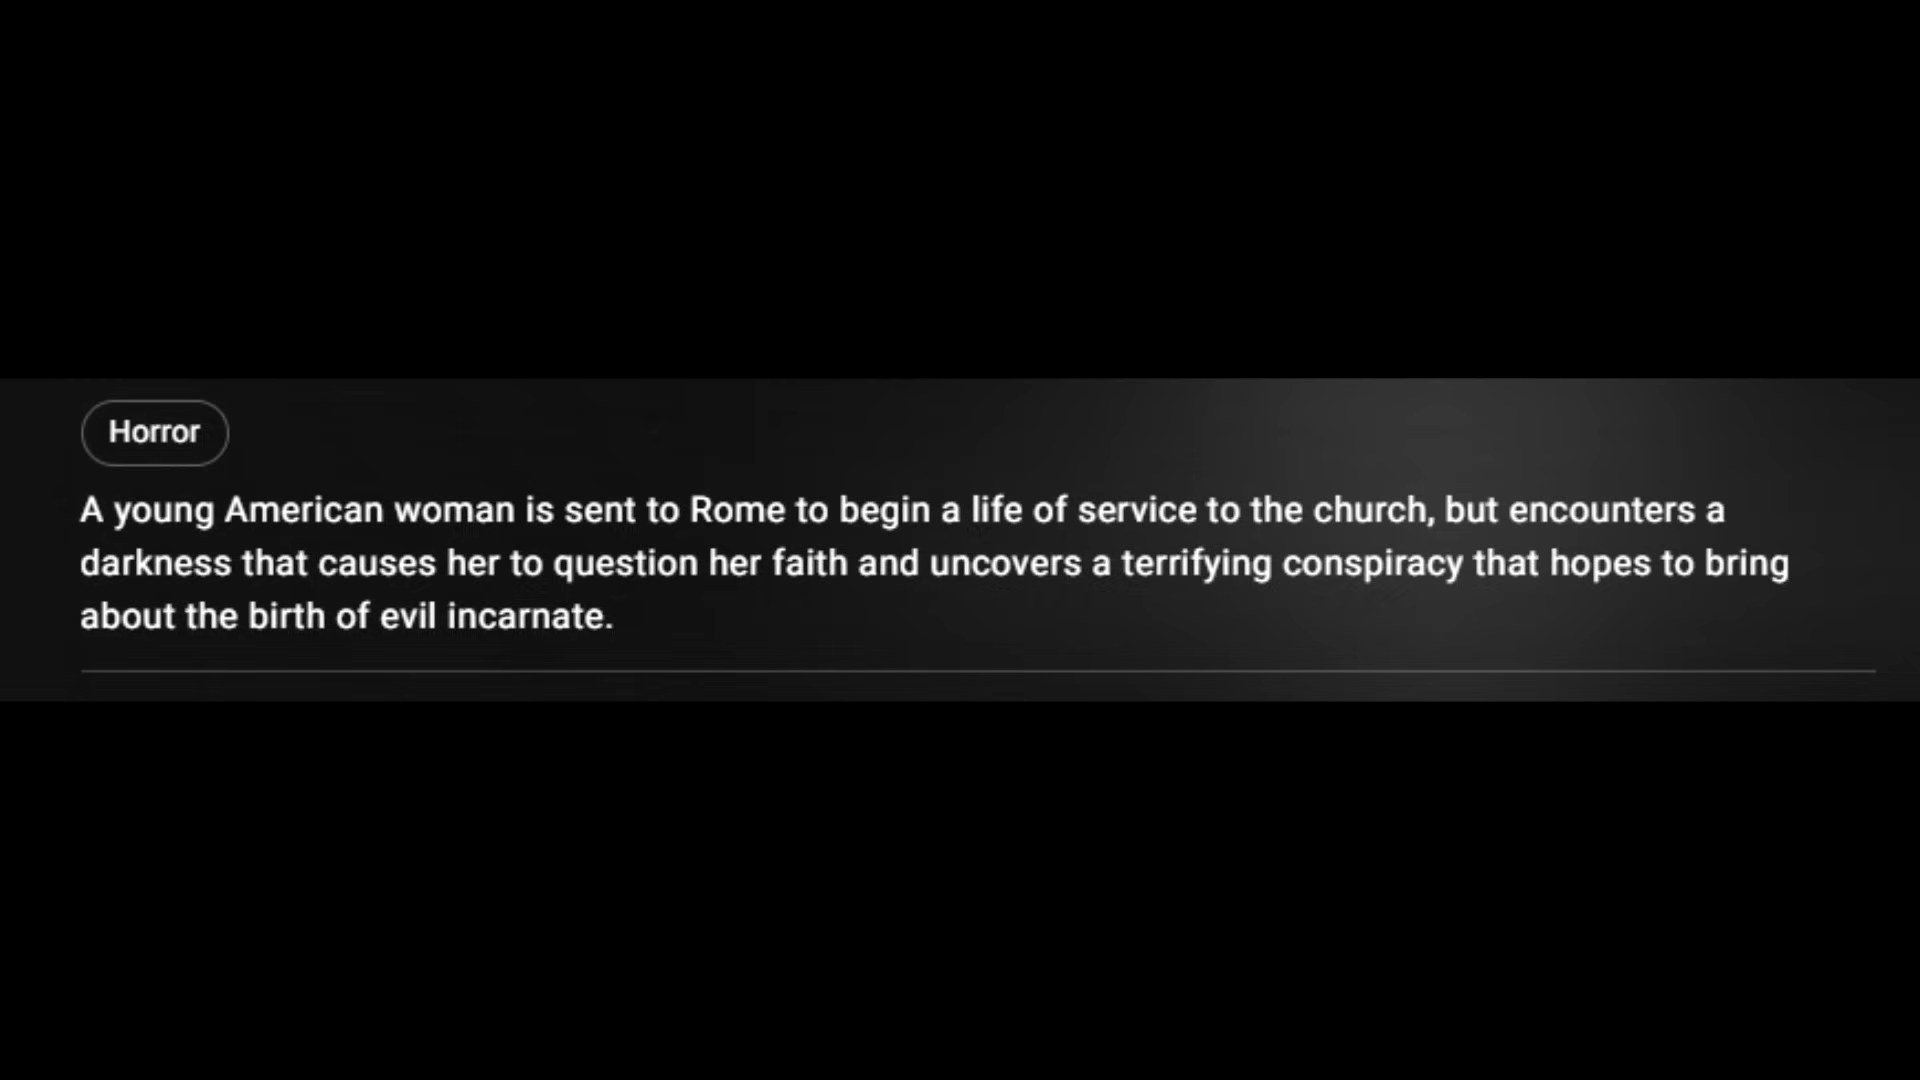 Horror
A young American woman is sent to Rome to begin a life of service to the church, but encounters a
darkness that causes her to question her faith and uncovers a terrifying conspiracy that hopes to bring
about the birth of evil incarnate.